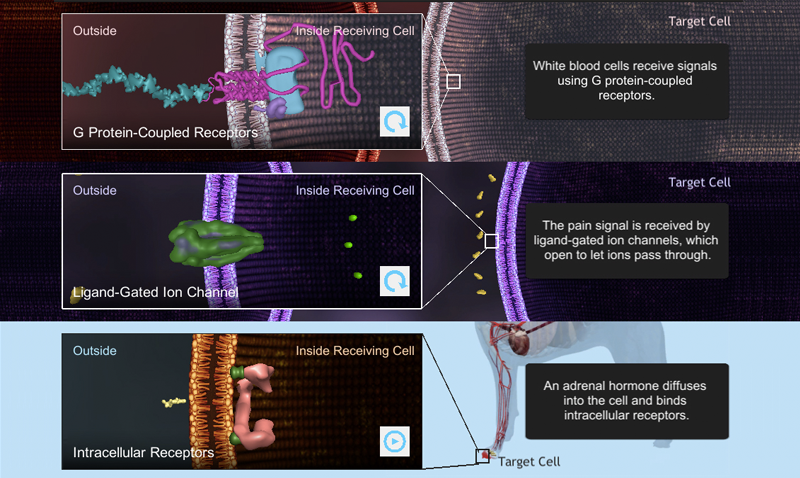 Outside
Inside Receiving Cell
Target Cell
White blood cells receive signals
using G protein-coupled
receptors.
G Protein-Coupled Receptors
Outside
Inside Receiving Cell
Target Cell
The pain signal is received by
ligand-gated ion channels, which
open to let ions pass through.
Ligand-Gated Ion Channel
Outside
Inside Receiving Cell
An adrenal hormone diffuses
into the cell and binds
intracellular receptors.
Intracellular Receptors
Target Cell